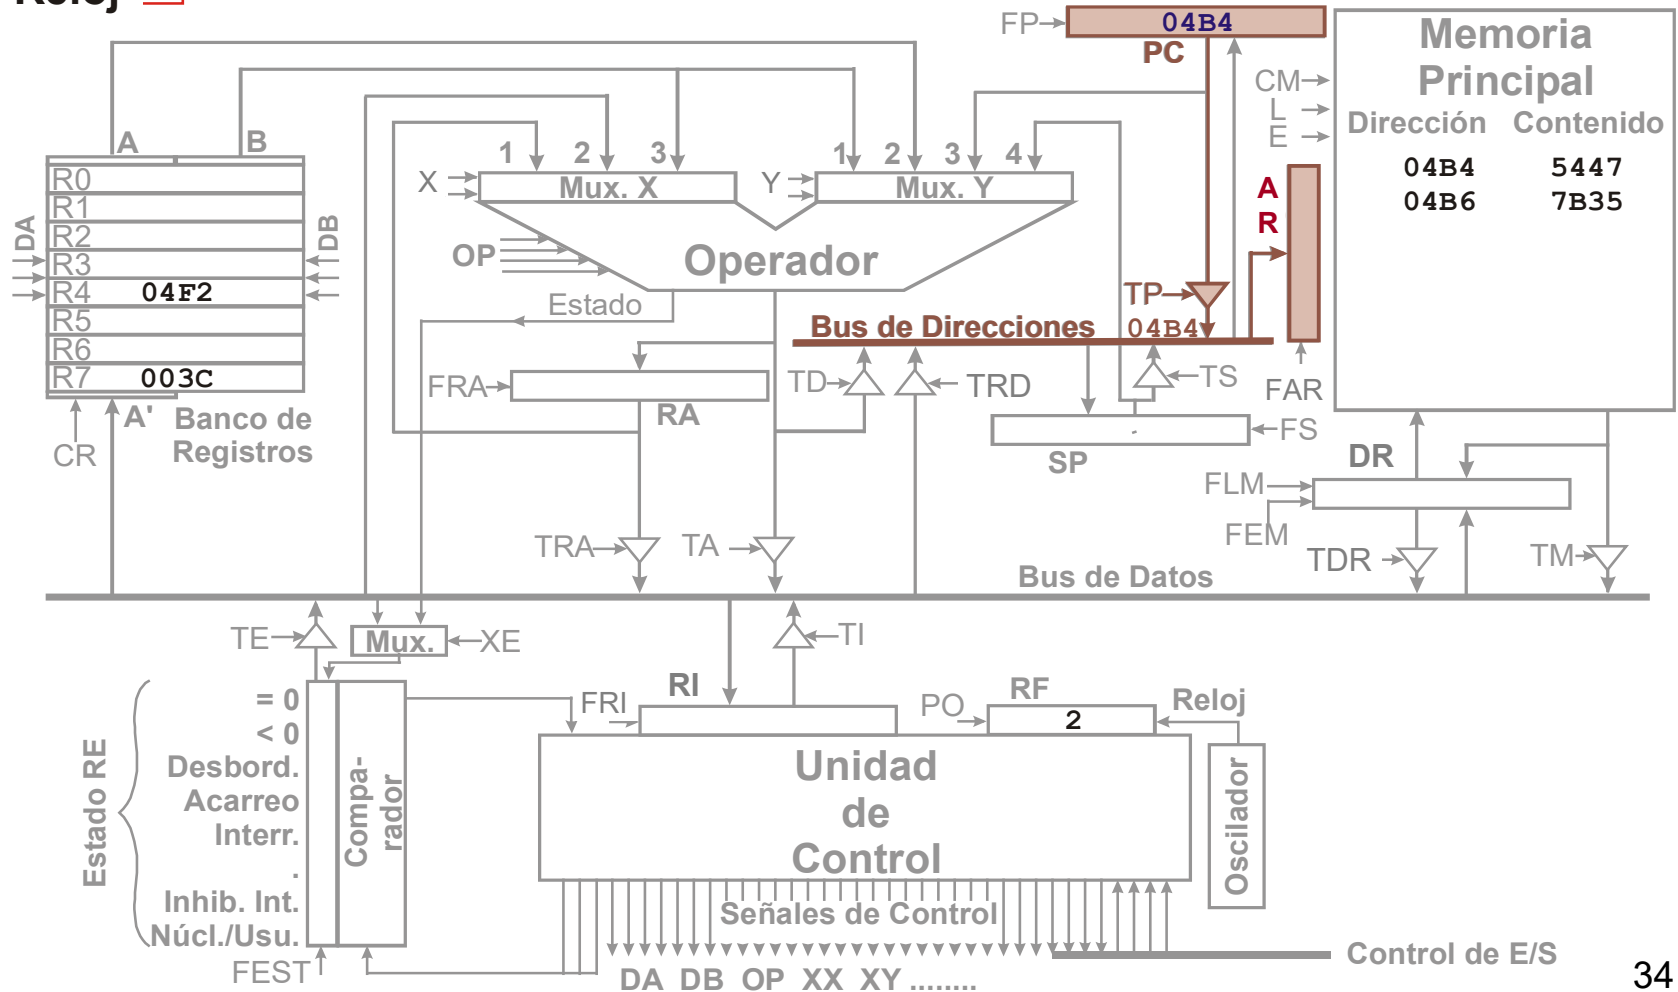 Reloj
FP
04B4
PC
Memoria
Principal
Dirección Contenido
04B4 5447
04B6 7B35
CM
L
E
A B
1 2 3
1 2 3 4
X
Mux. X
Y
Mux. Y
A
R
R0
R1
R2
R3
R4 04F2
R5
R6
R7 003C
DA
DB
OP
Operador
Estado
TP
Bus de Direcciones 04B4
FAR
FRA
RA
TD
TRD
TS
FS
SP
A'
Banco de
Registros
CR
DR
FLM
FEM
TRA
TA
TDR
TM
Bus de Datos
TE
Mux.
XE
TI
RI
FRI
PO
RF
2
Reloj
Estado RE
= 0
< 0
Desbord.
Acarreo
Interr.
.
Inhib. Int.
Núcl./Usu.
Compa-
rador
Unidad
de
Control
Oscilador
Señales de Control
FEST
DA DB OP XX XY ........
Control de E/S
34